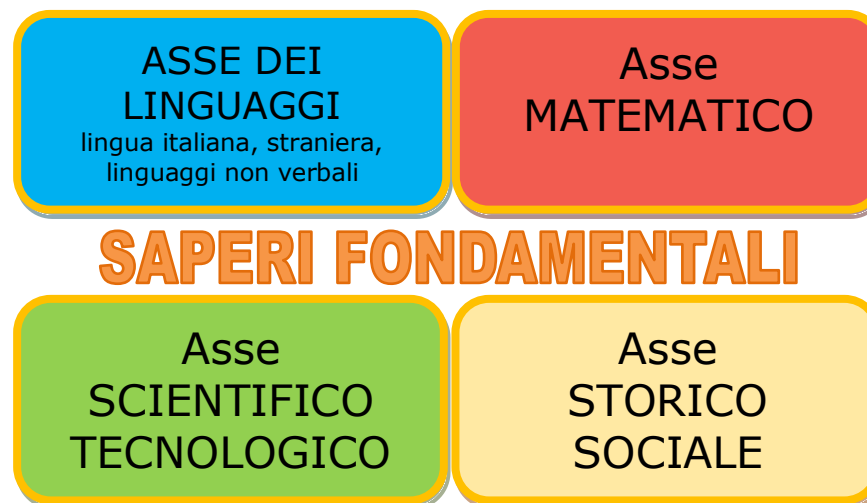 ASSE DEI
LINGUAGGI
lingua italiana, straniera,
linguaggi non verbali
Asse
MATEMATICO
SAPERI FONDAMENTALI
Asse
SCIENTIFICO
TECNOLOGICO
Asse
STORICO
SOCIALE